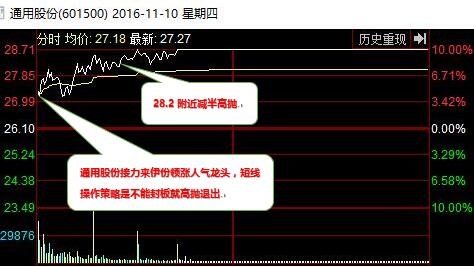 通用股份(601500) 2016-11-10 星期四
分时 均价: 27.18 最新: 27.27 历史重现
28.71 10.00%
27.85 6.71%
26.99 3.42%
26.10 0.00%
25.24 3.29%
24.38 6.58%
23.49 10.00%
29876
28.2 附近减半高抛.
通用股份接力来伊份领涨人气龙头，短线
操作策略是不能封板就高抛退出.